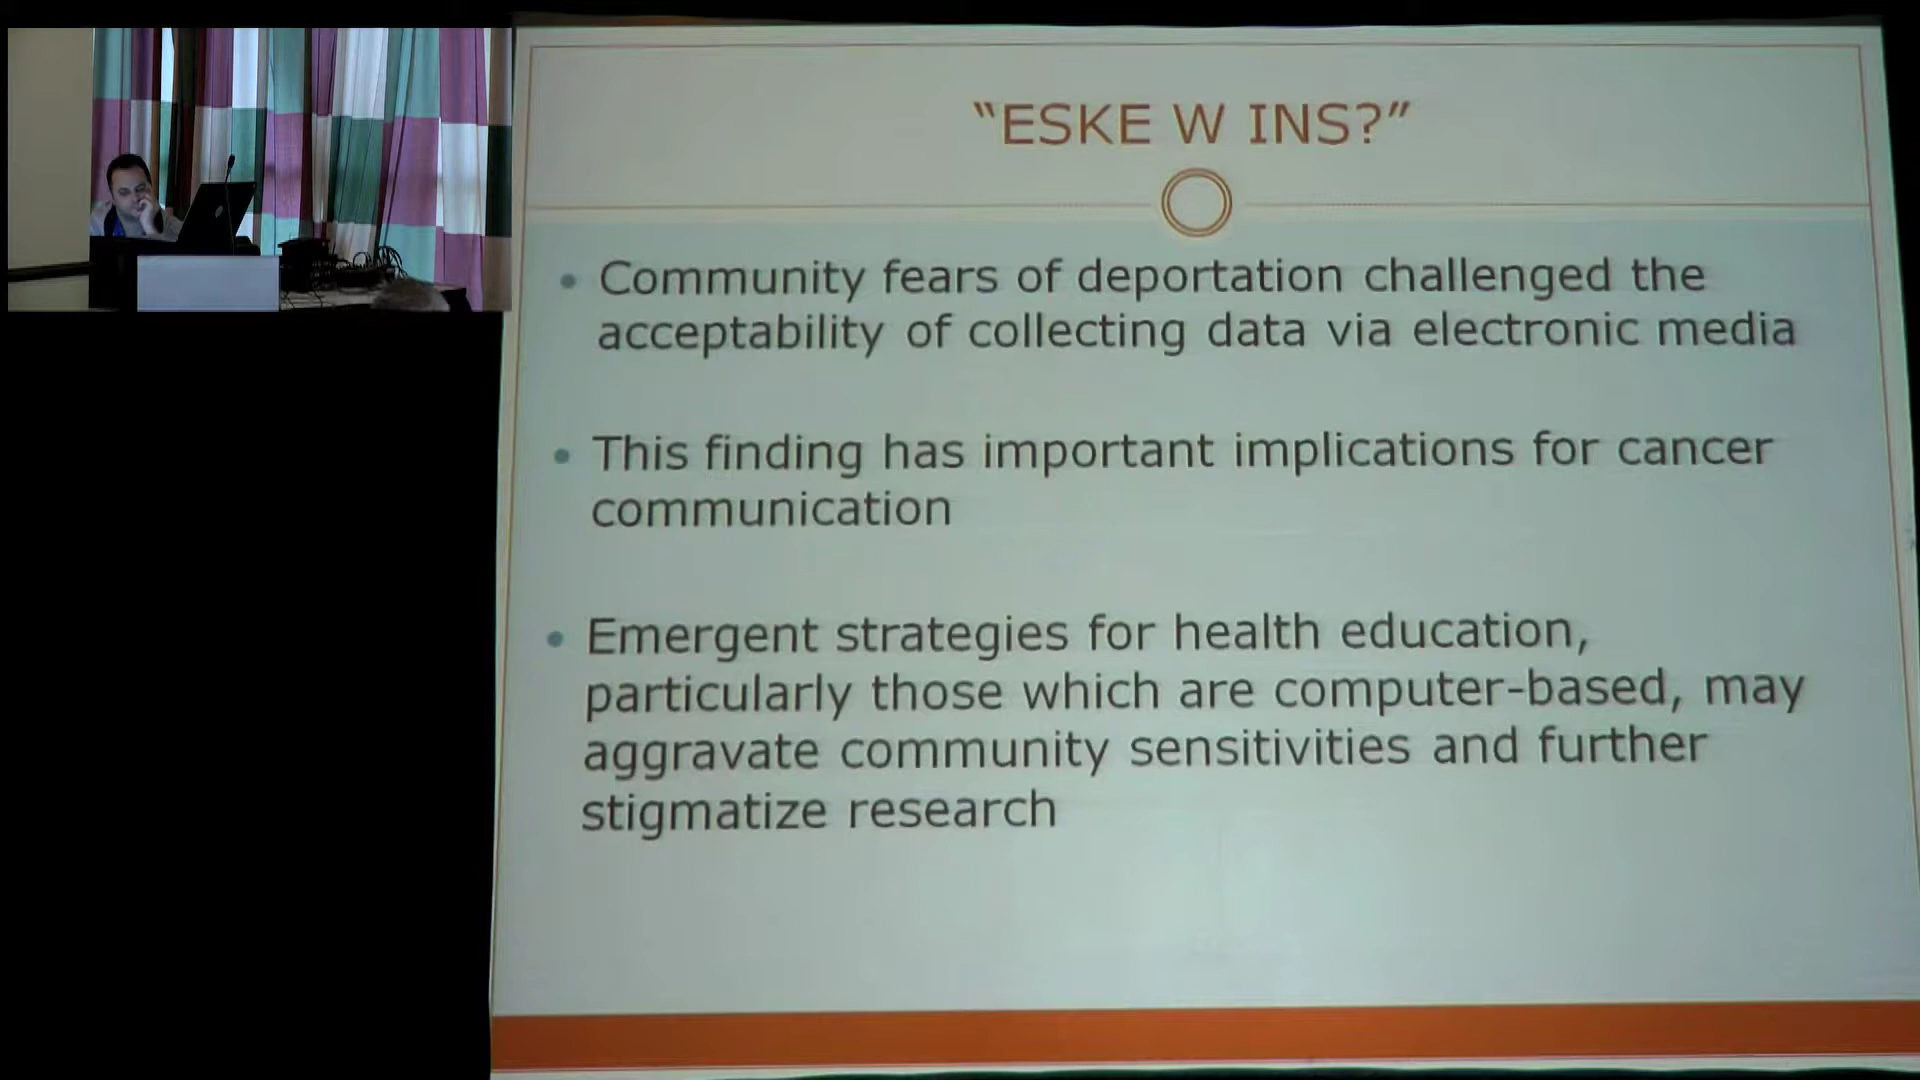 “ESKE W INS?”
• Community fears of deportation challenged the
acceptability of collecting data via electronic media
• This finding has important implications for cancer
communication
• Emergent strategies for health education,
particularly those which are computer-based, may
aggravate community sensitivities and further
stigmatize research